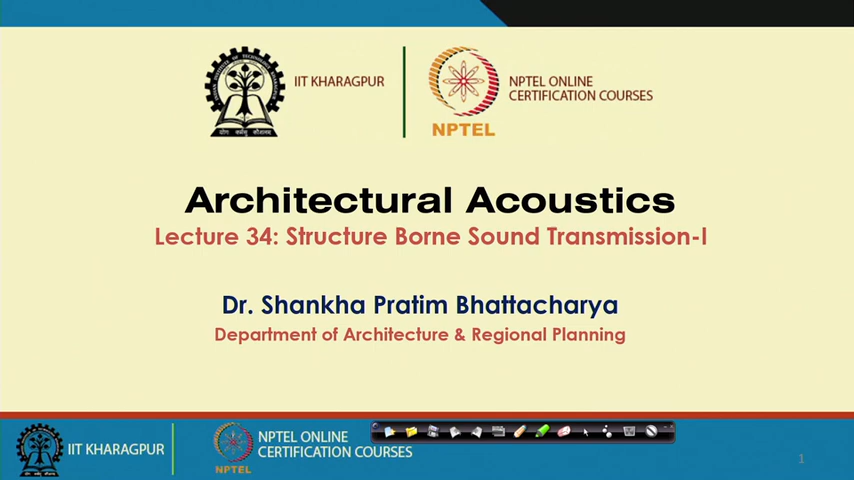 IIT KHARAGPUR
NPTEL
NPTEL ONLINE
CERTIFICATION COURSES
Architectural Acoustics
Lecture 34: Structure Borne Sound Transmission-I
Dr. Shankha Pratim Bhattacharya
Department of Architecture & Regional Planning
IIT KHARAGPUR
NPTEL
NPTEL ONLINE
CERTIFICATION COURSES
1